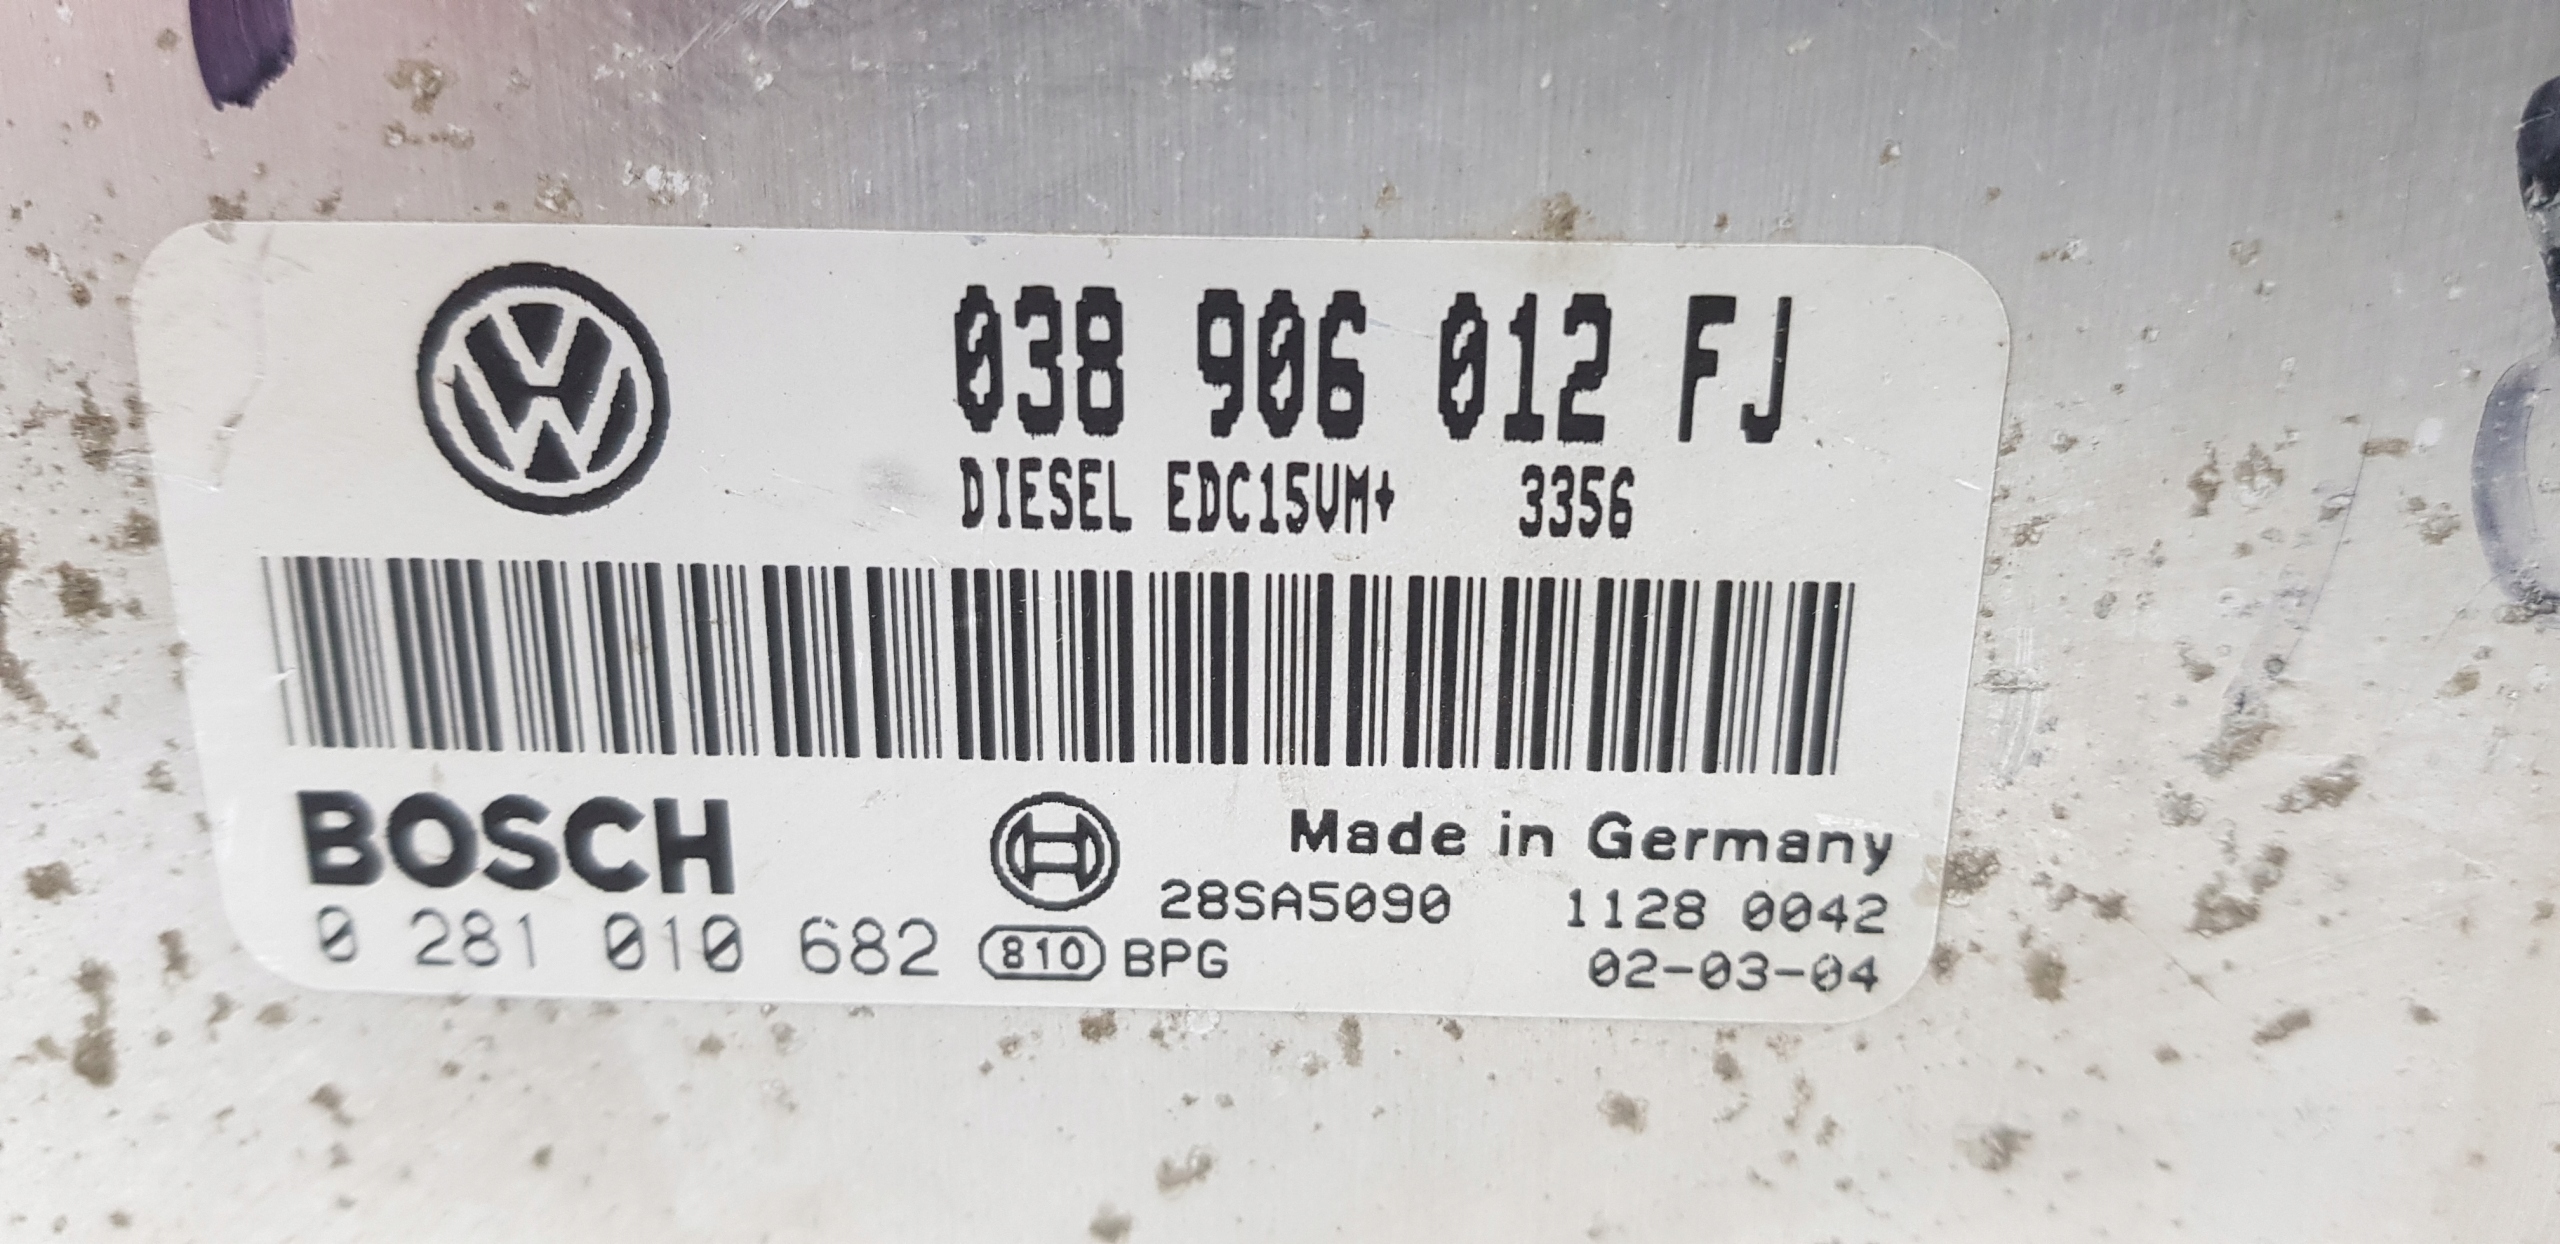 038 906 012 FJ
DIESEL EDC15VM+ 3356
BOSCH
Made in Germany
28SA5090 1128 0042
0 281 010 682 810 BPG 02-03-04